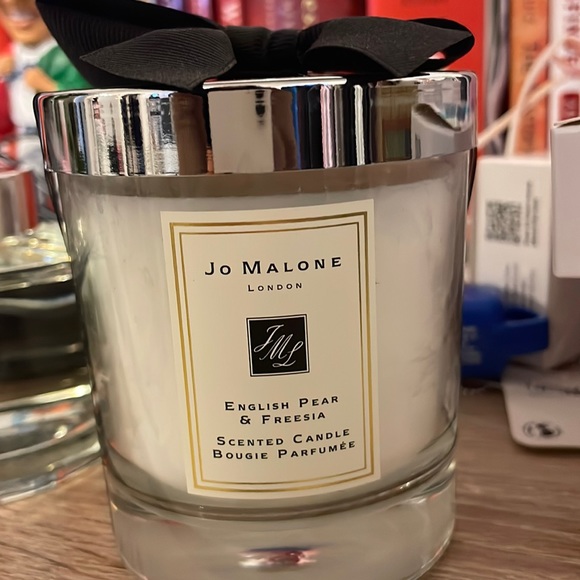 Jo Malone
London
JML
English Pear
& Freesia
Scented Candle
Bougie Parfumée